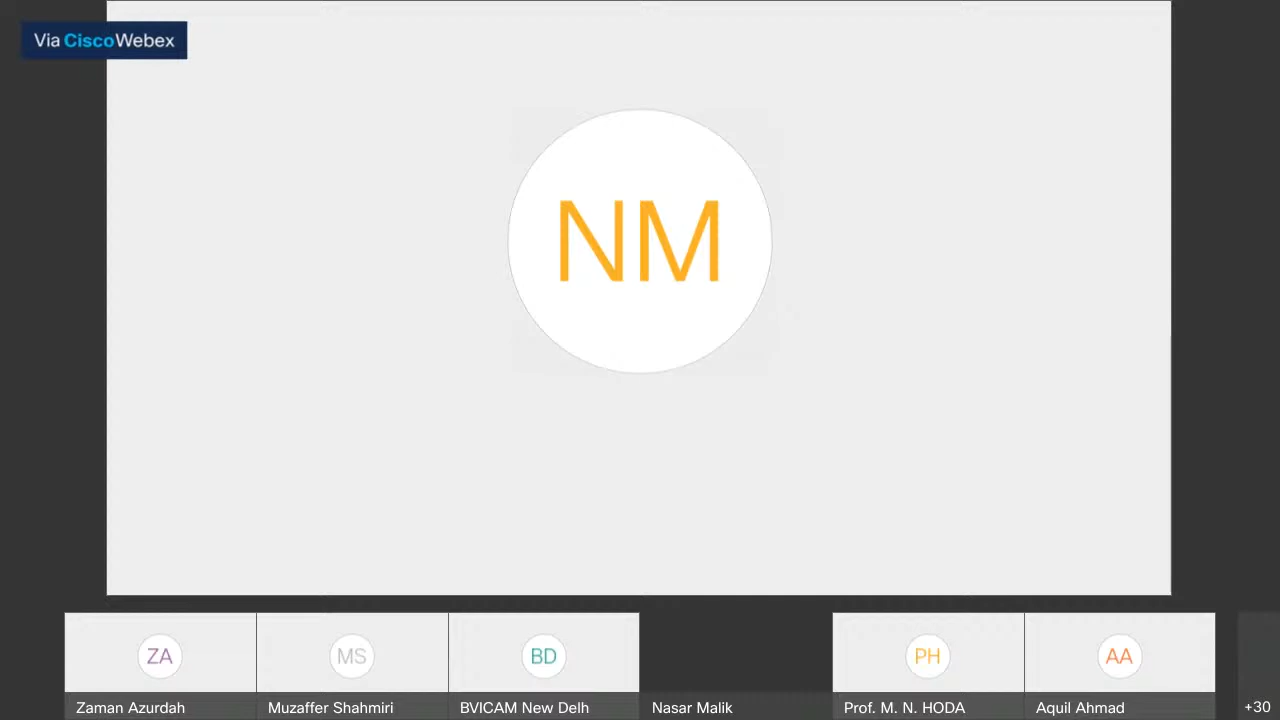 Via CiscoWebex
NM
ZA
MS
BD
PH
AA
Zaman Azurdah
Muzaffer Shahmiri
BVICAM New Delh
Nasar Malik
Prof. M. N. HODA
Aquil Ahmad
+30